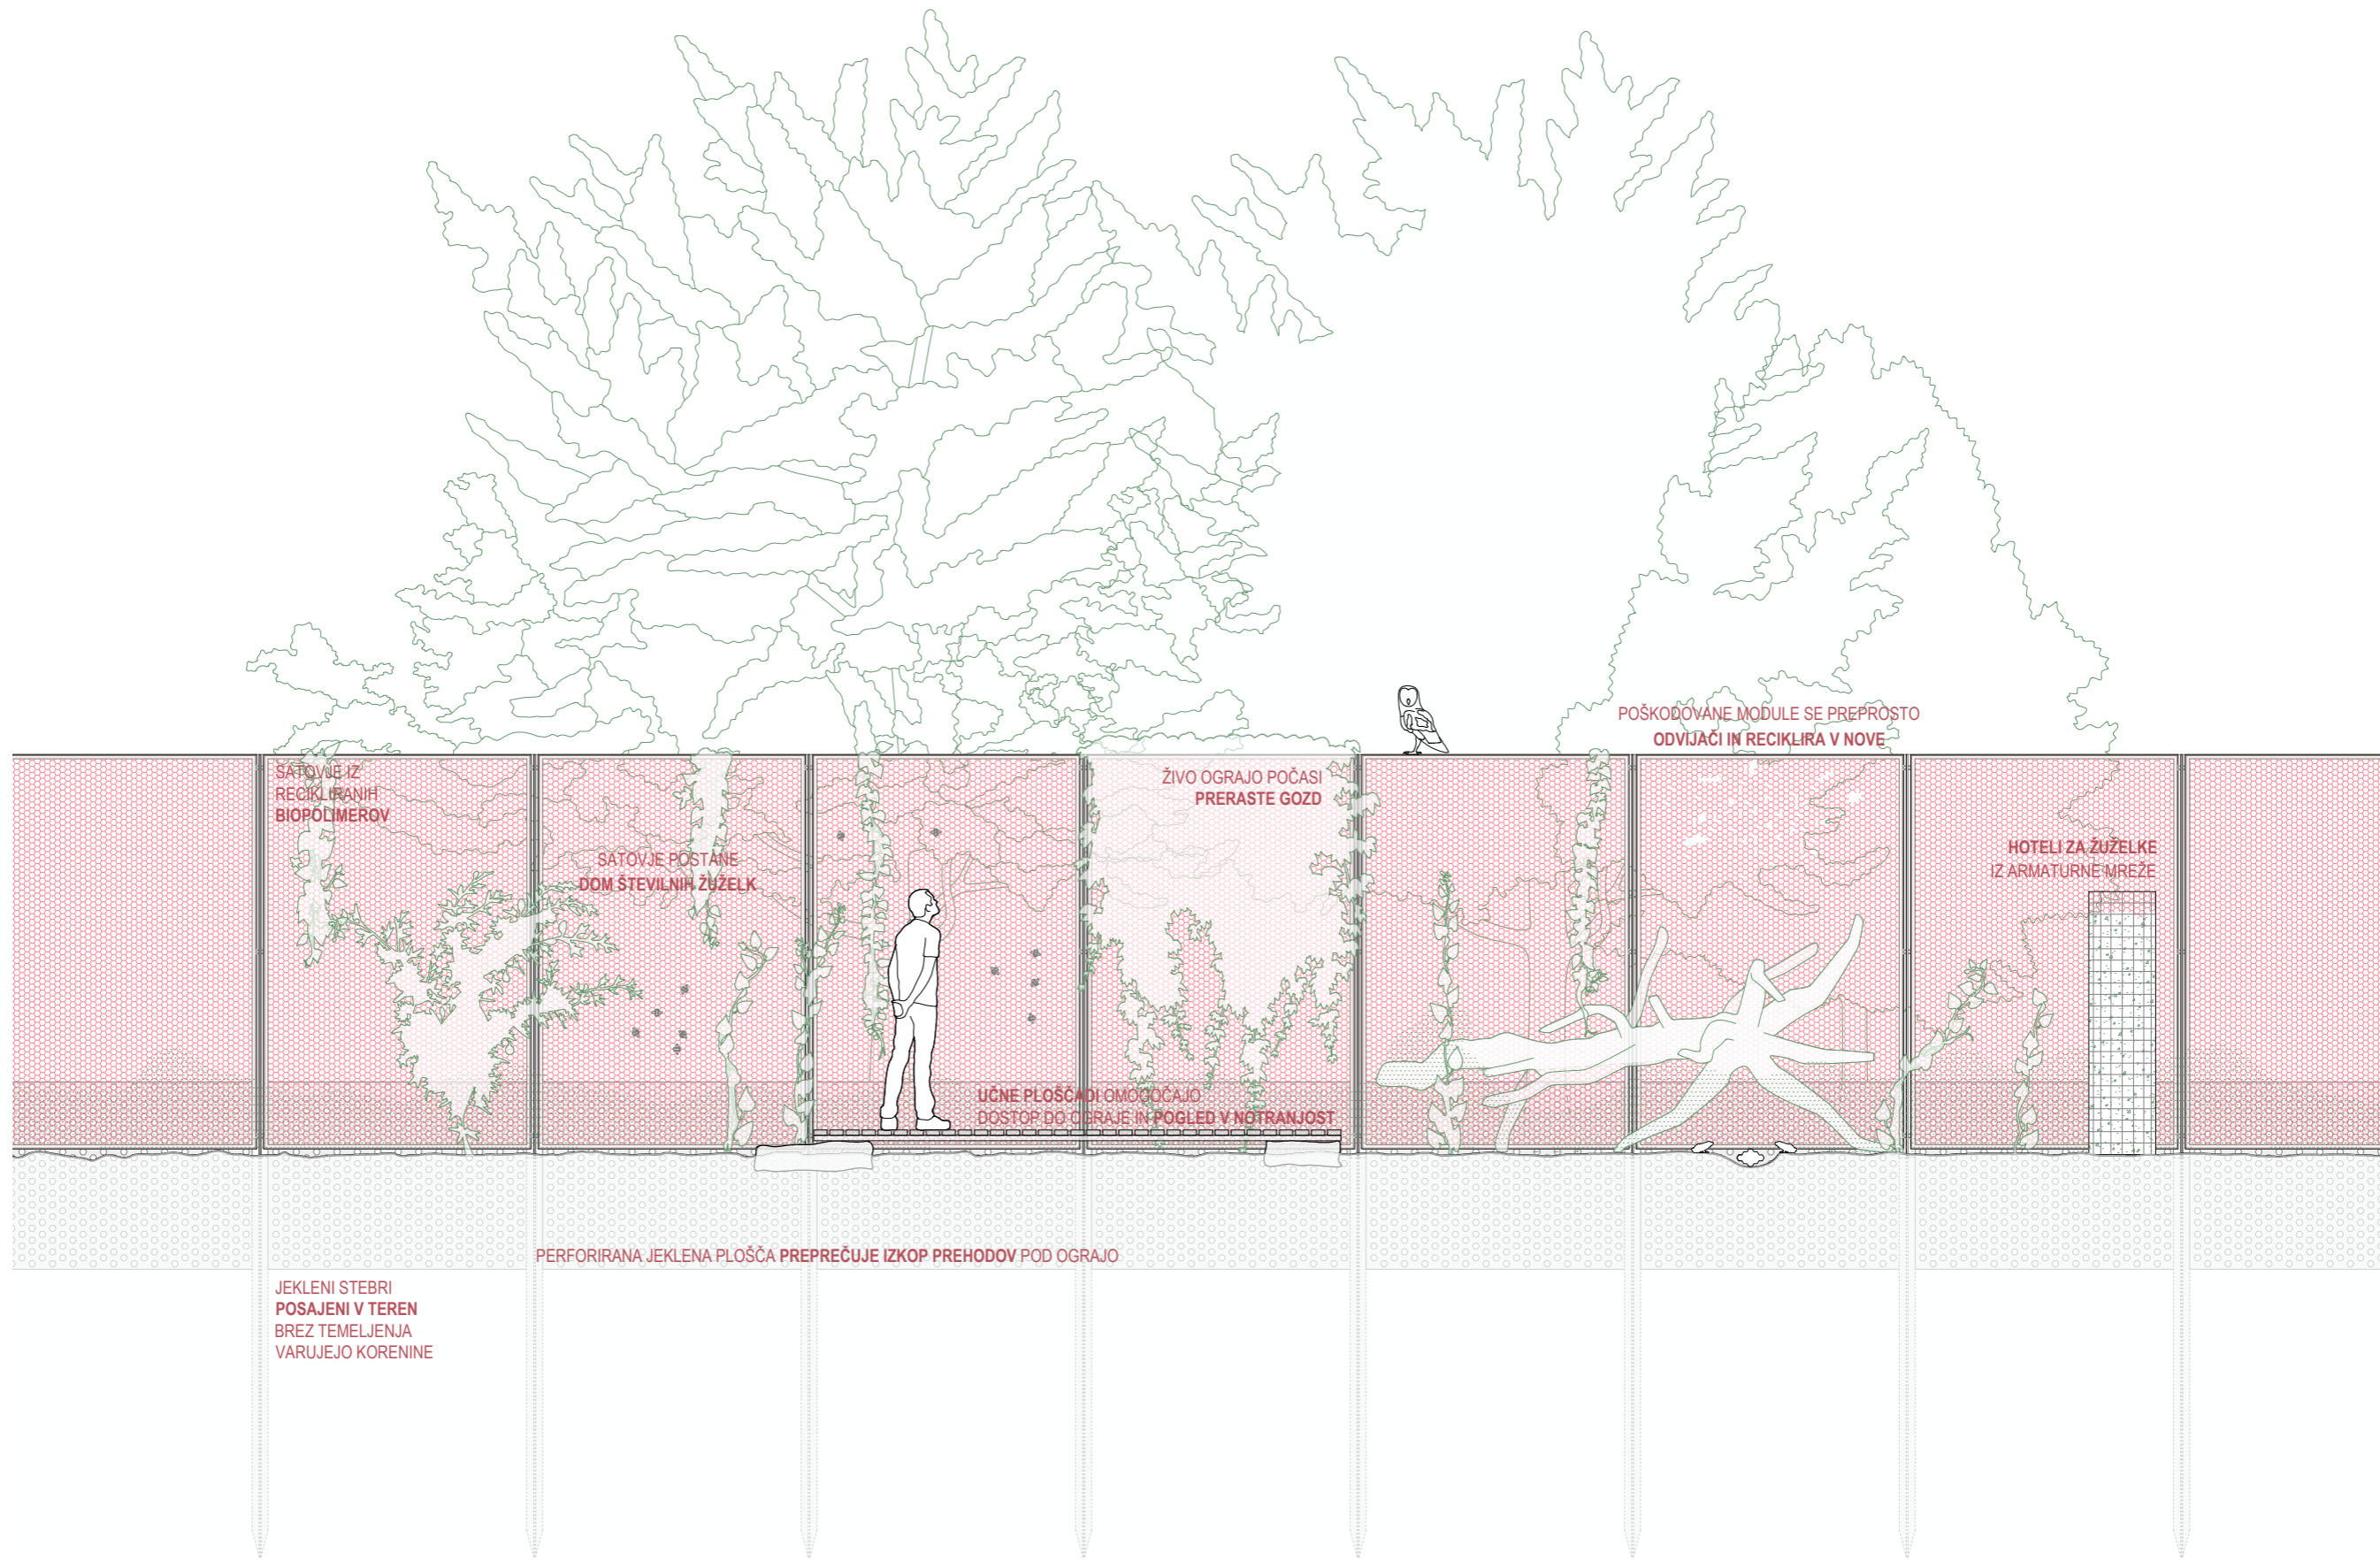 POŠKODOVANE MODULE SE PREPROSTO
ODVIJAČI IN RECIKLIRA V NOVE
SATOVJE IZ
RECIKLIRANIH
BIOPOLIMEROV
ŽIVO OGRAJO POČASI
PRERASTE GOZD
SATOVJE POSTANE
DOM ŠTEVILNIH ŽUŽELK
HOTELI ZA ŽUŽELKE
IZ ARMATURNE MREŽE
UČNE PLOŠČADI OMOGOČAJO
DOSTOP DO OGRAJE IN POGLED V NOTRANJOST
PERFORIRANA JEKLENA PLOŠČA PREPREČUJE IZKOP PREHODOV POD OGRAJO
JEKLENI STEBRI
POSAJENI V TEREN
BREZ TEMELJENJA
VARUJEJO KORENINE